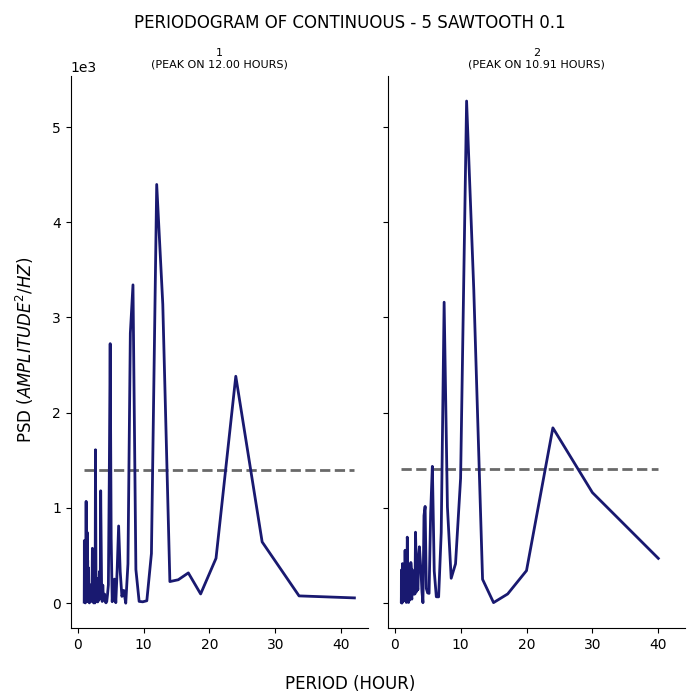 PERIODOGRAM OF CONTINUOUS - 5 SAWTOOTH 0.1
1
(PEAK ON 12.00 HOURS)
2
(PEAK ON 10.91 HOURS)
1e3
5
4
3
2
1
0
PSD (AMPLITUDE²/HZ)
0 10 20 30 40
0 10 20 30 40
PERIOD (HOUR)